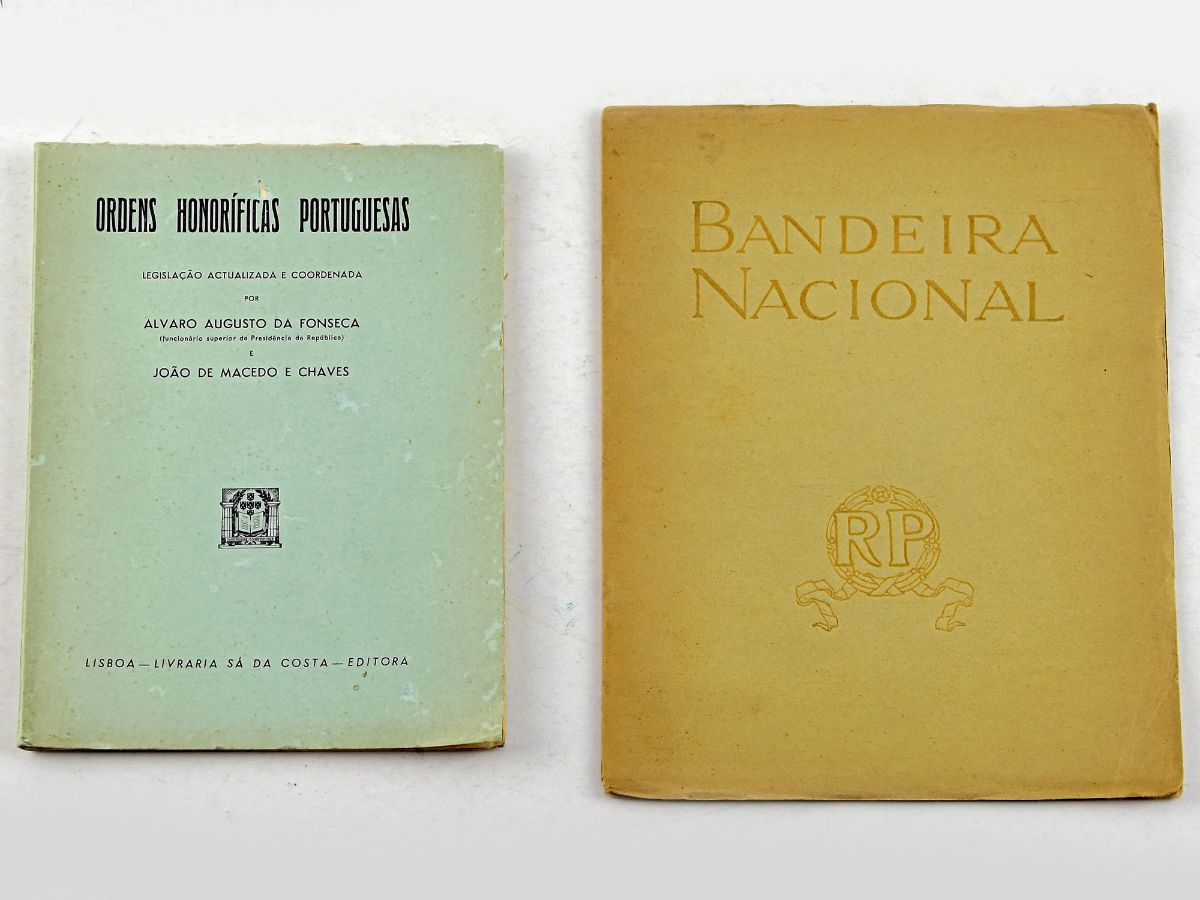 ORDENS HONORÍFICAS PORTUGUESAS
LEGISLAÇÃO ACTUALIZADA E COORDENADA
POR
ALVARO AUGUSTO DA FONSECA
(funcionário superior da Presidência da República)
E
JOÃO DE MACEDO E CHAVES
LISBOA — LIVRARIA SÁ DA COSTA — EDITORA
BANDEIRA
NACIONAL
RP